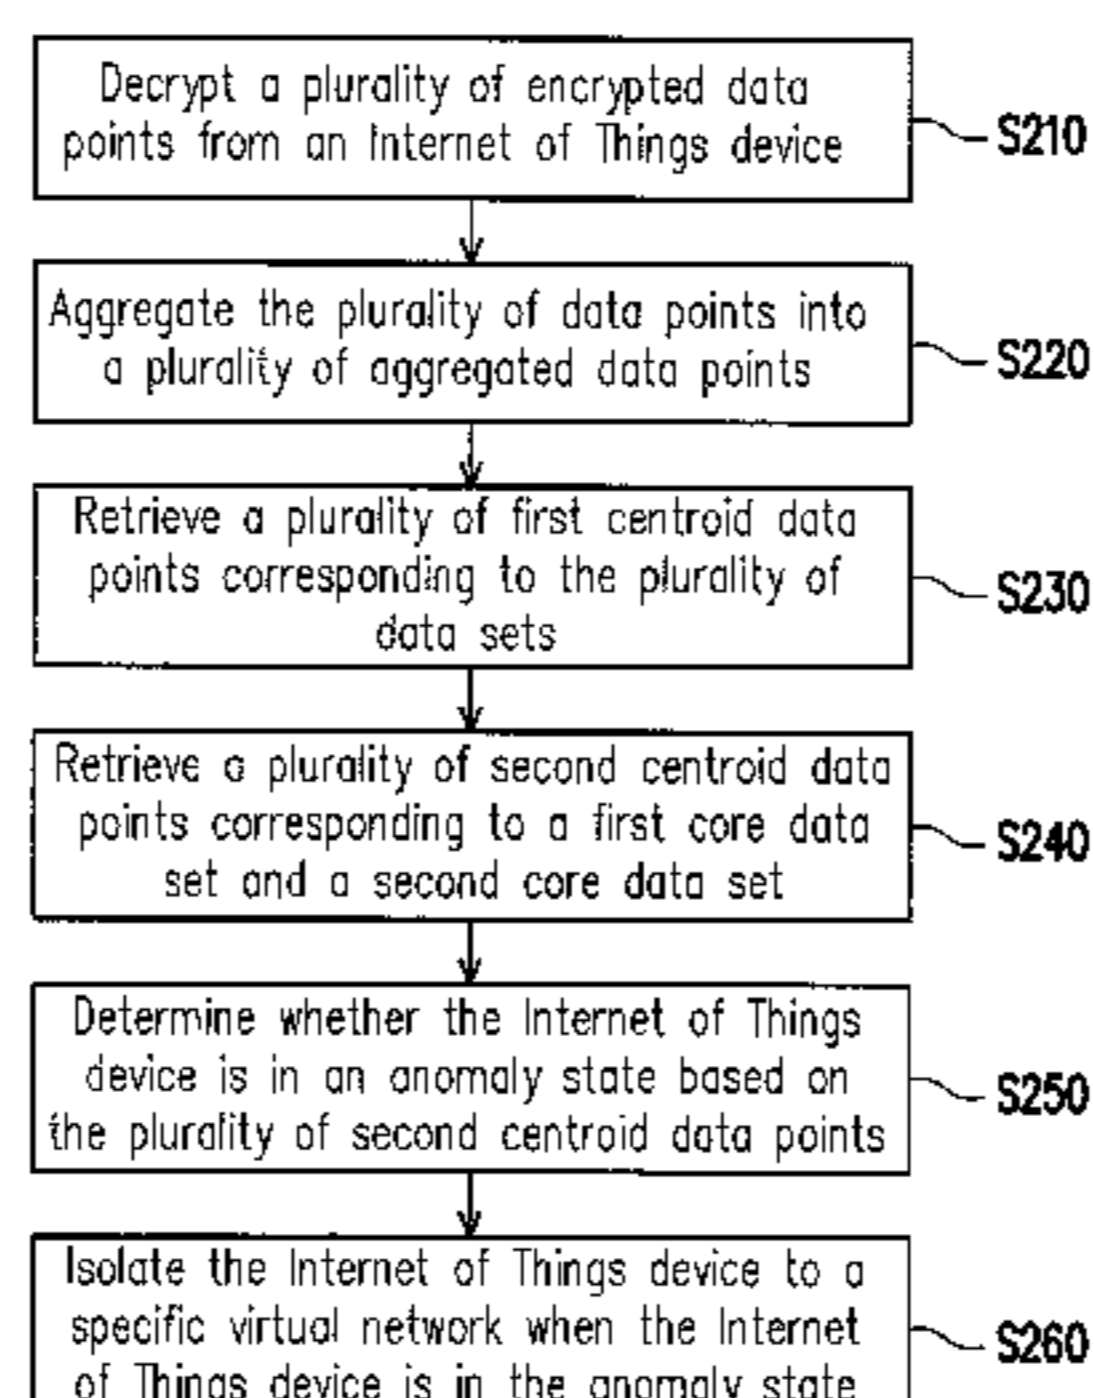 Decrypt a plurality of encrypted data
points from an Internet of Things device
S210
Aggregate the plurality of data points into
a plurality of aggregated data points
S220
Retrieve a plurality of first centroid data
points corresponding to the plurality of
data sets
S230
Retrieve a plurality of second centroid data
points corresponding to a first core data
set and a second core data set
S240
Determine whether the Internet of Things
device is in an anomaly state based on
the plurality of second centroid data points
S250
Isolate the Internet of Things device to a
specific virtual network when the Internet
of Things device is in the anomaly state
S260